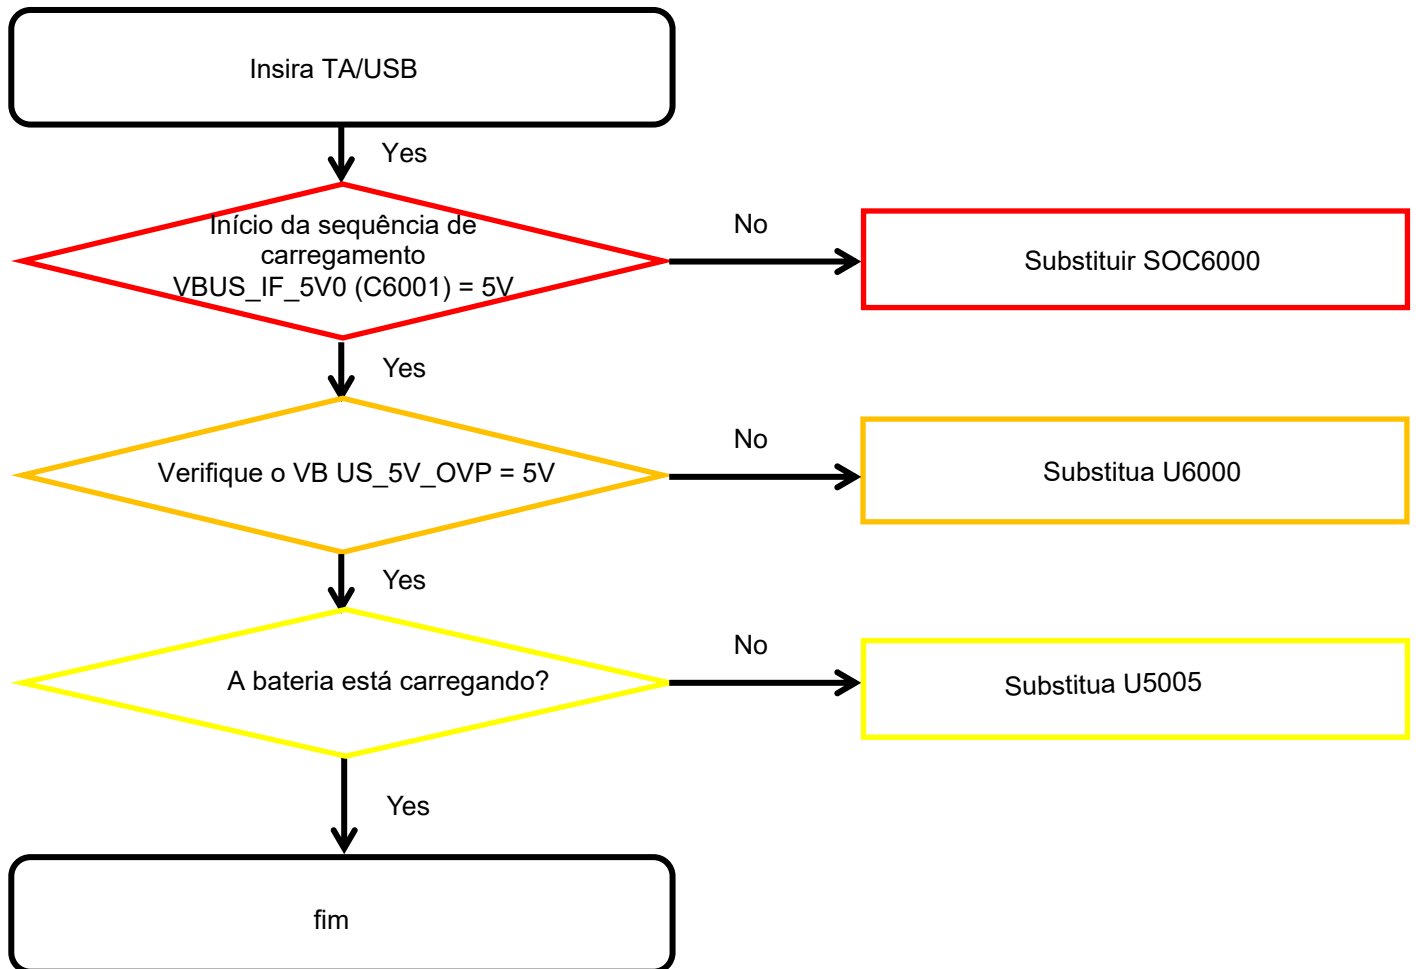 Insira TA/USB
Yes
Início da sequência de
carregamento
VBUS_IF_5V0 (C6001) = 5V
No
Substituir SOC6000
Yes
Verifique o VB US_5V_OVP = 5V
No
Substitua U6000
Yes
A bateria está carregando?
No
Substitua U5005
Yes
fim